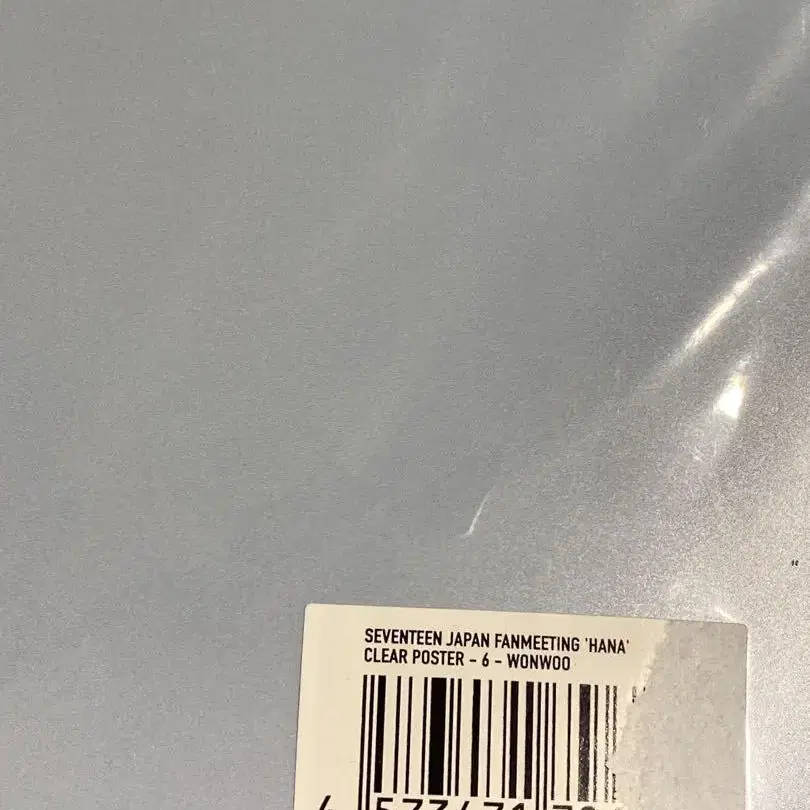 SEVENTEEN JAPAN FANMEETING 'HANA'
CLEAR POSTER - 6 - WONWOO